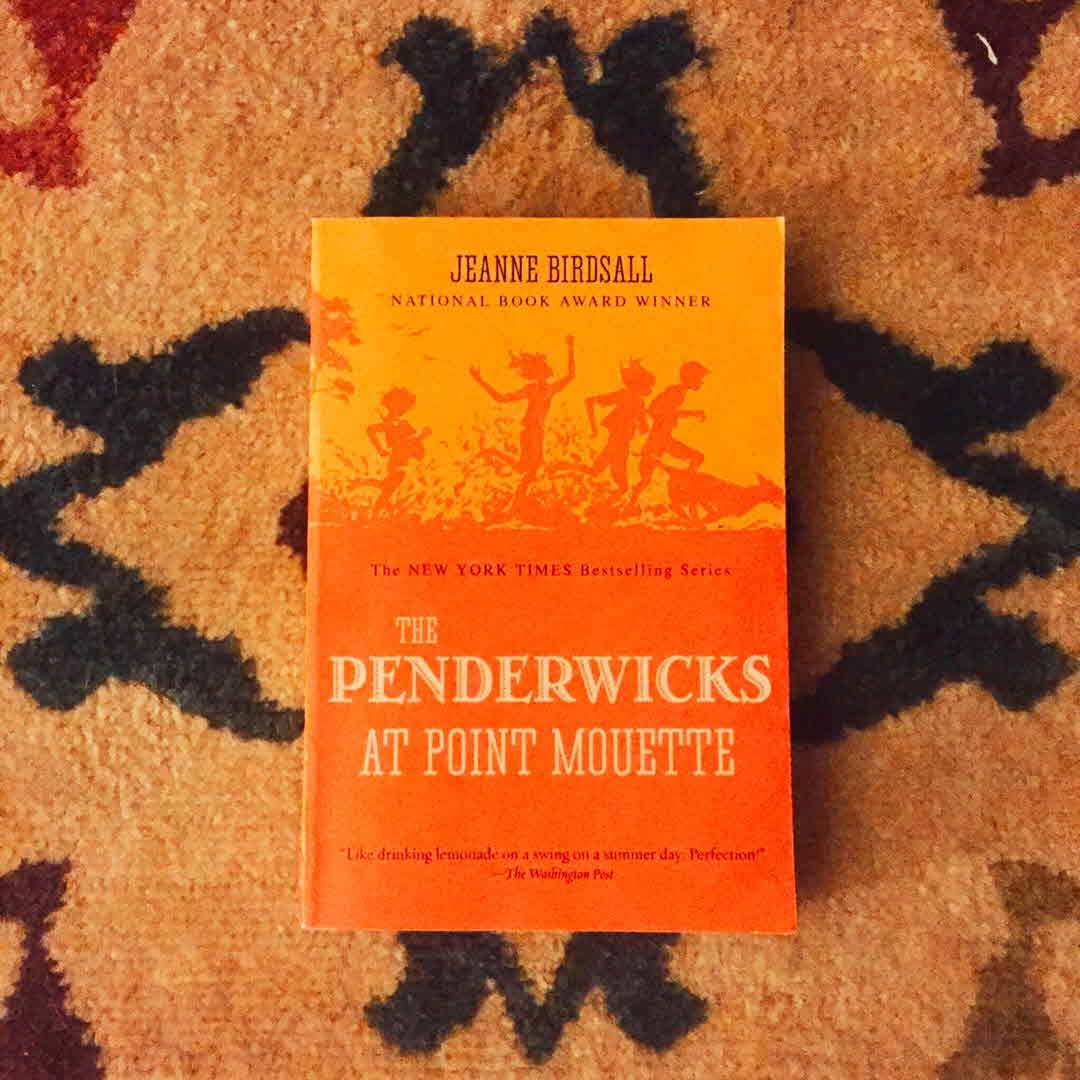 JEANNE BIRDSALL
NATIONAL BOOK AWARD WINNER
The NEW YORK TIMES Bestselling Series
THE
PENDERWICKS
AT POINT MOUETTE
"Like drinking lemonade on a swing on a summer day. Perfection!"
—The Washington Post